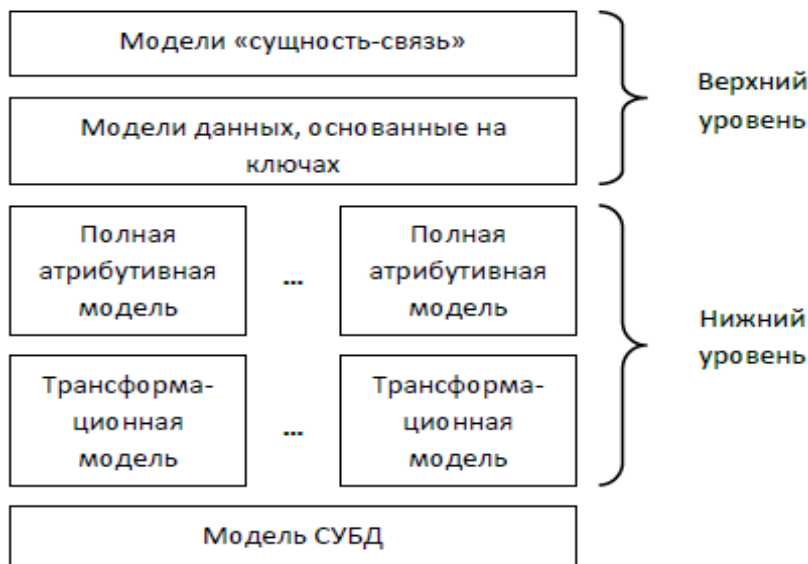 Модели «сущность-связь»
Модели данных, основанные на
ключах
Верхний
уровень
Полная
атрибутивная
модель
...
Полная
атрибутивная
модель
Трансформа-
ционная
модель
...
Трансформа-
ционная
модель
Нижний
уровень
Модель СУБД